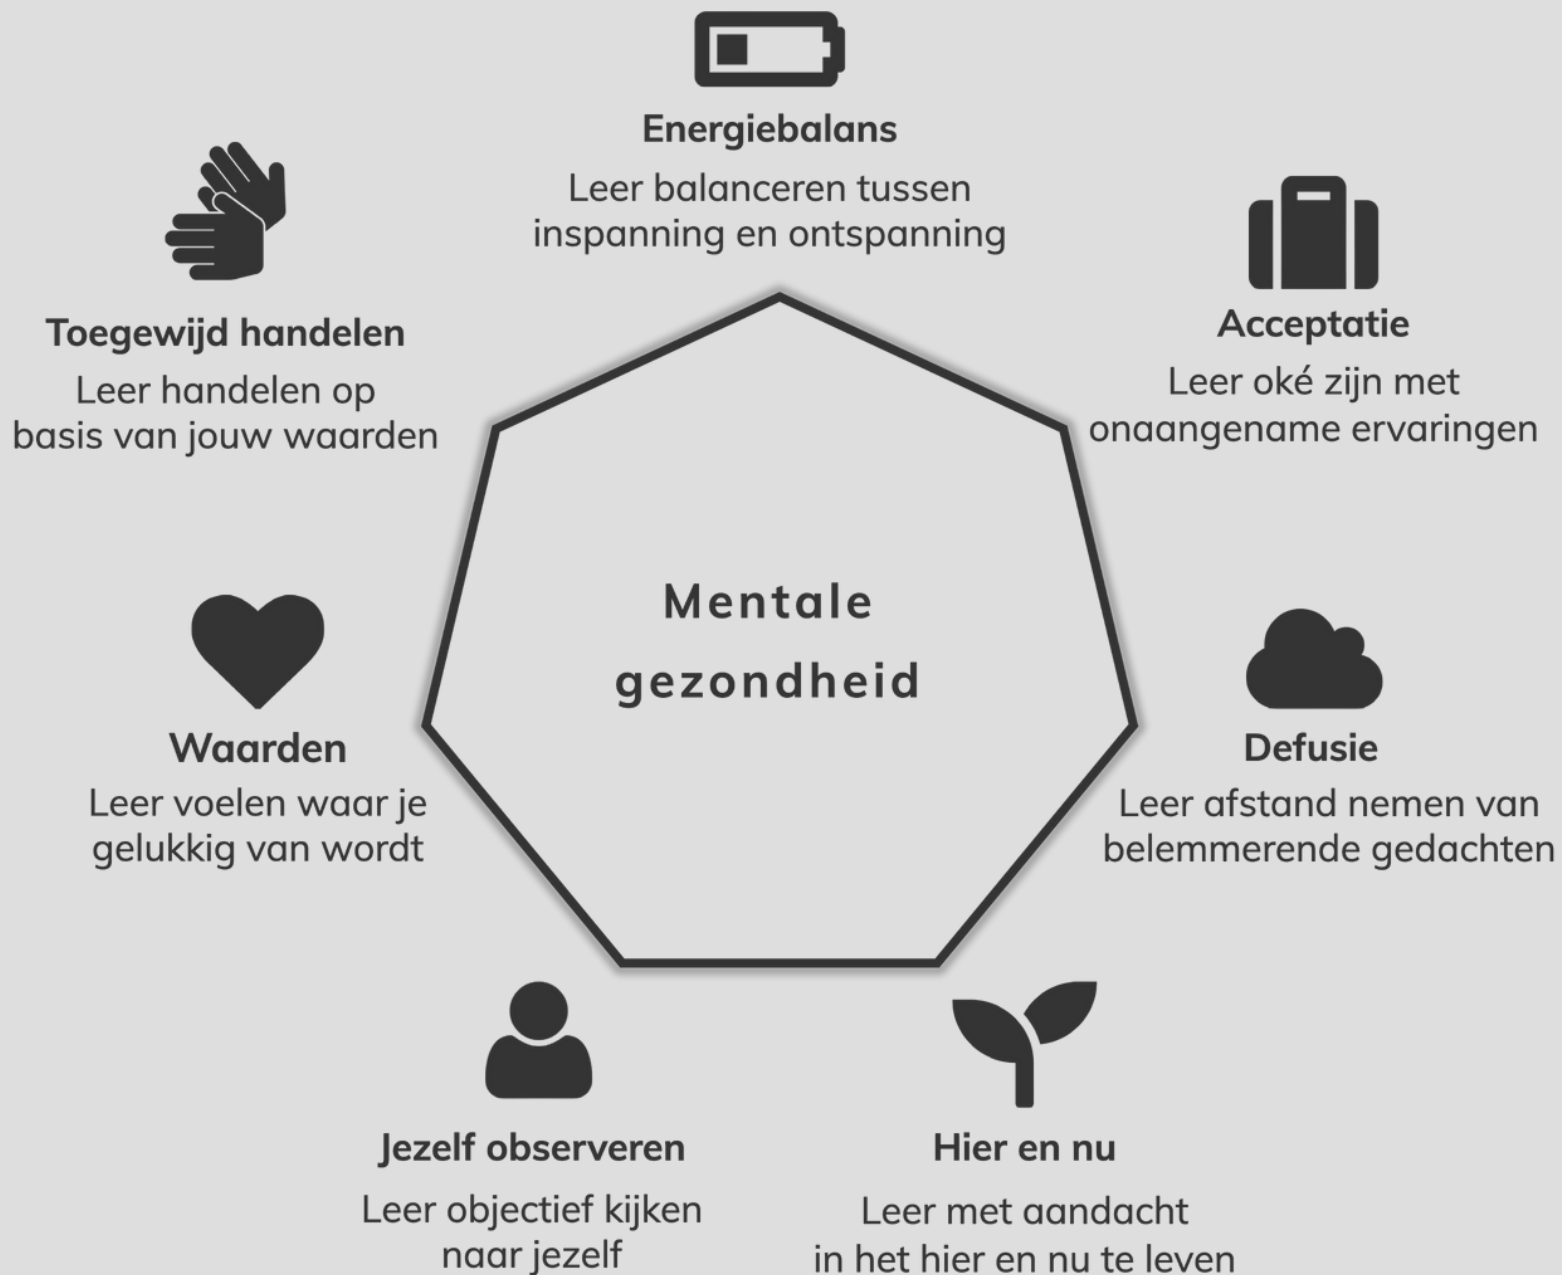 Energiebalans
Leer balanceren tussen
inspanning en ontspanning
Acceptatie
Leer oké zijn met
onaangename ervaringen
Defusie
Leer afstand nemen van
belemmerende gedachten
Hier en nu
Leer met aandacht
in het hier en nu te leven
Jezelf observeren
Leer objectief kijken
naar jezelf
Waarden
Leer voelen waar je
gelukkig van wordt
Toegewijd handelen
Leer handelen op
basis van jouw waarden
Mentale
gezondheid